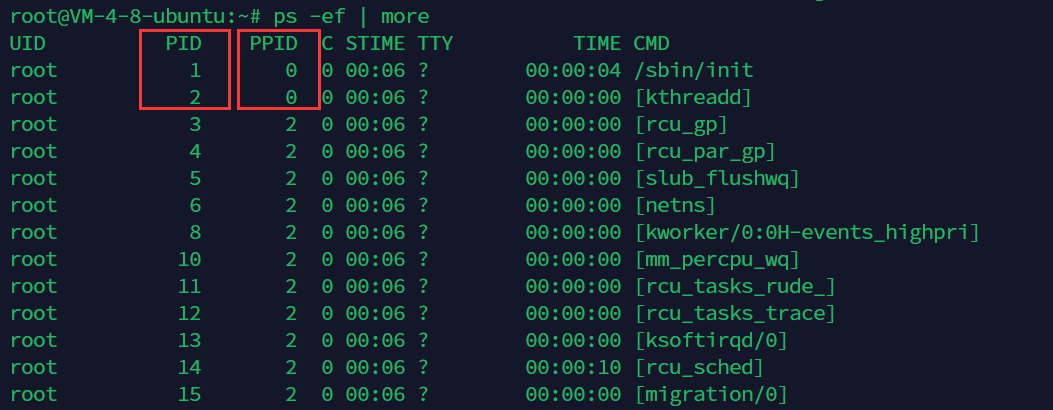 root@VM-4-8-ubuntu:~# ps -ef | more
UID          PID    PPID  C STIME TTY          TIME CMD
root           1       0  0 00:06 ?        00:00:04 /sbin/init
root           2       0  0 00:06 ?        00:00:00 [kthreadd]
root           3       2  0 00:06 ?        00:00:00 [rcu_gp]
root           4       2  0 00:06 ?        00:00:00 [rcu_par_gp]
root           5       2  0 00:06 ?        00:00:00 [slub_flushwq]
root           6       2  0 00:06 ?        00:00:00 [netns]
root           8       2  0 00:06 ?        00:00:00 [kworker/0:0H-events_highpri]
root          10       2  0 00:06 ?        00:00:00 [mm_percpu_wq]
root          11       2  0 00:06 ?        00:00:00 [rcu_tasks_rude_]
root          12       2  0 00:06 ?        00:00:00 [rcu_tasks_trace]
root          13       2  0 00:06 ?        00:00:00 [ksoftirqd/0]
root          14       2  0 00:06 ?        00:00:10 [rcu_sched]
root          15       2  0 00:06 ?        00:00:00 [migration/0]